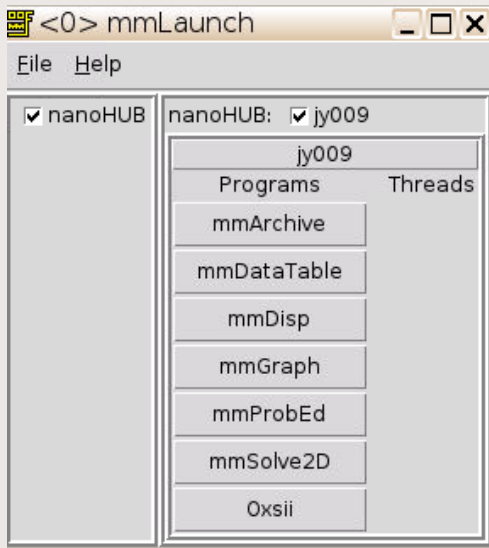 <0> mmLaunch
File Help
nanoHUB
nanoHUB: jy009
jy009
Programs Threads
mmArchive
mmDataTable
mmDisp
mmGraph
mmProbEd
mmSolve2D
Oxsii